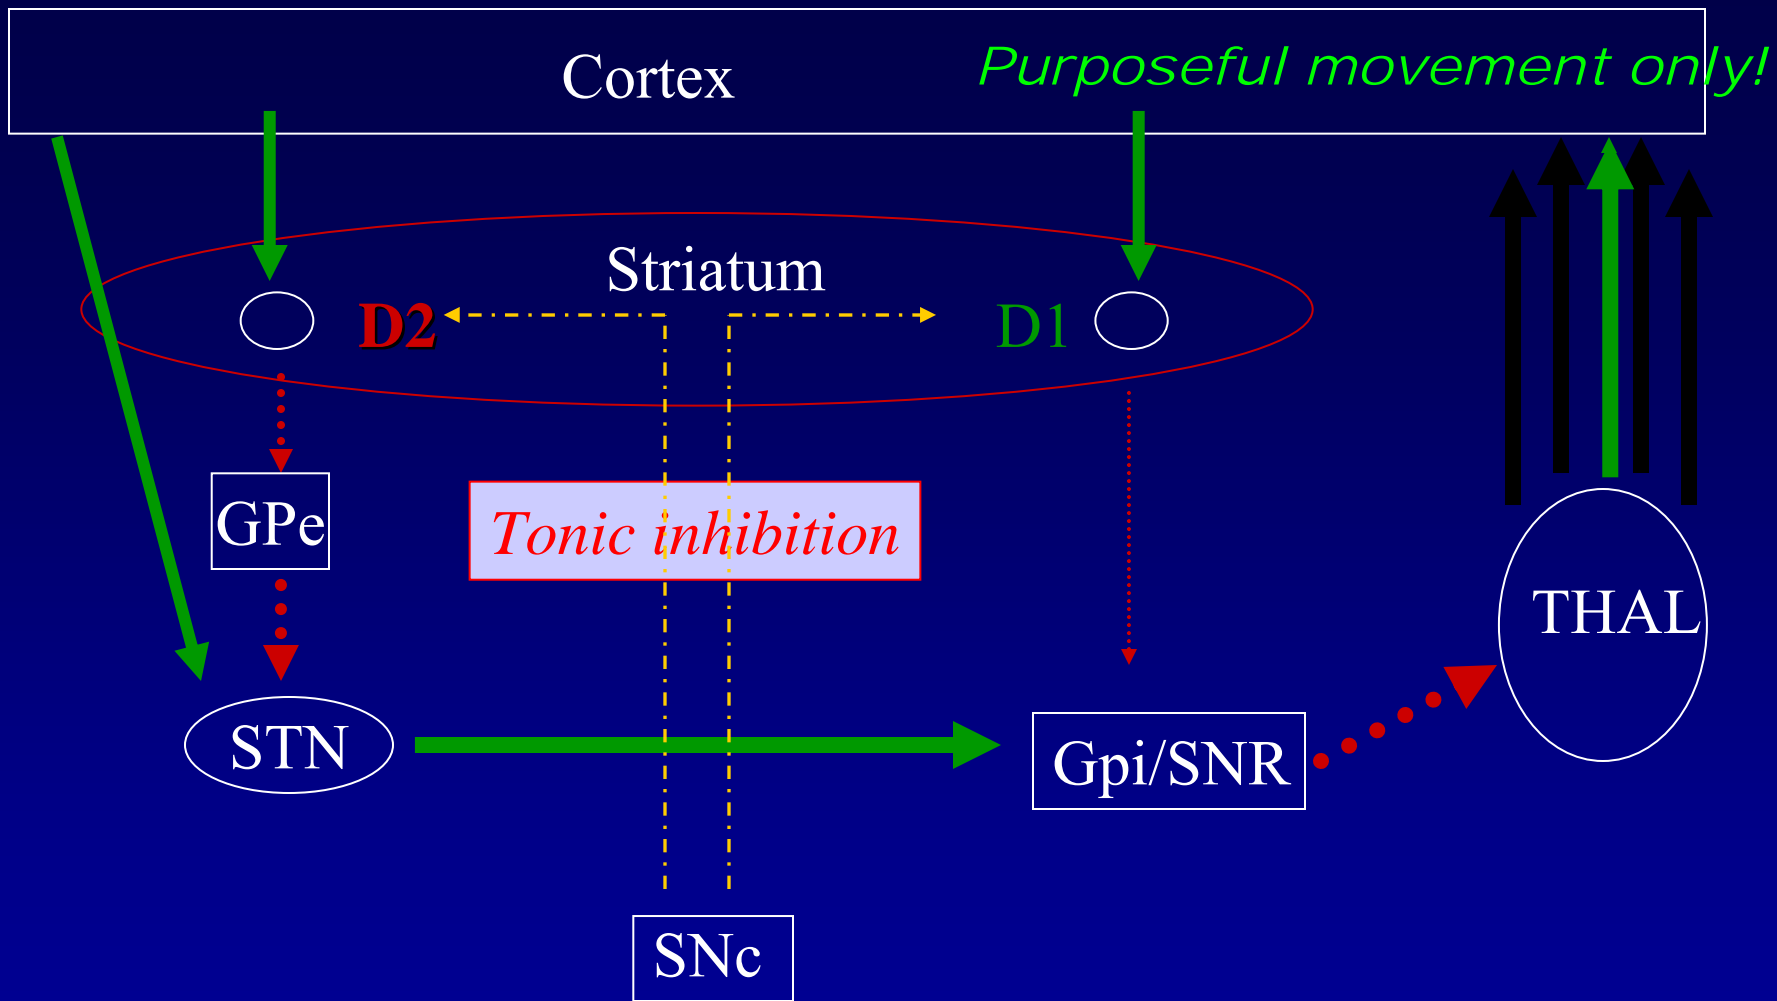 Cortex
Purposeful movement only!
Striatum
D2
D1
GPe
Tonic inhibition
THAL
STN
Gpi/SNR
SNc